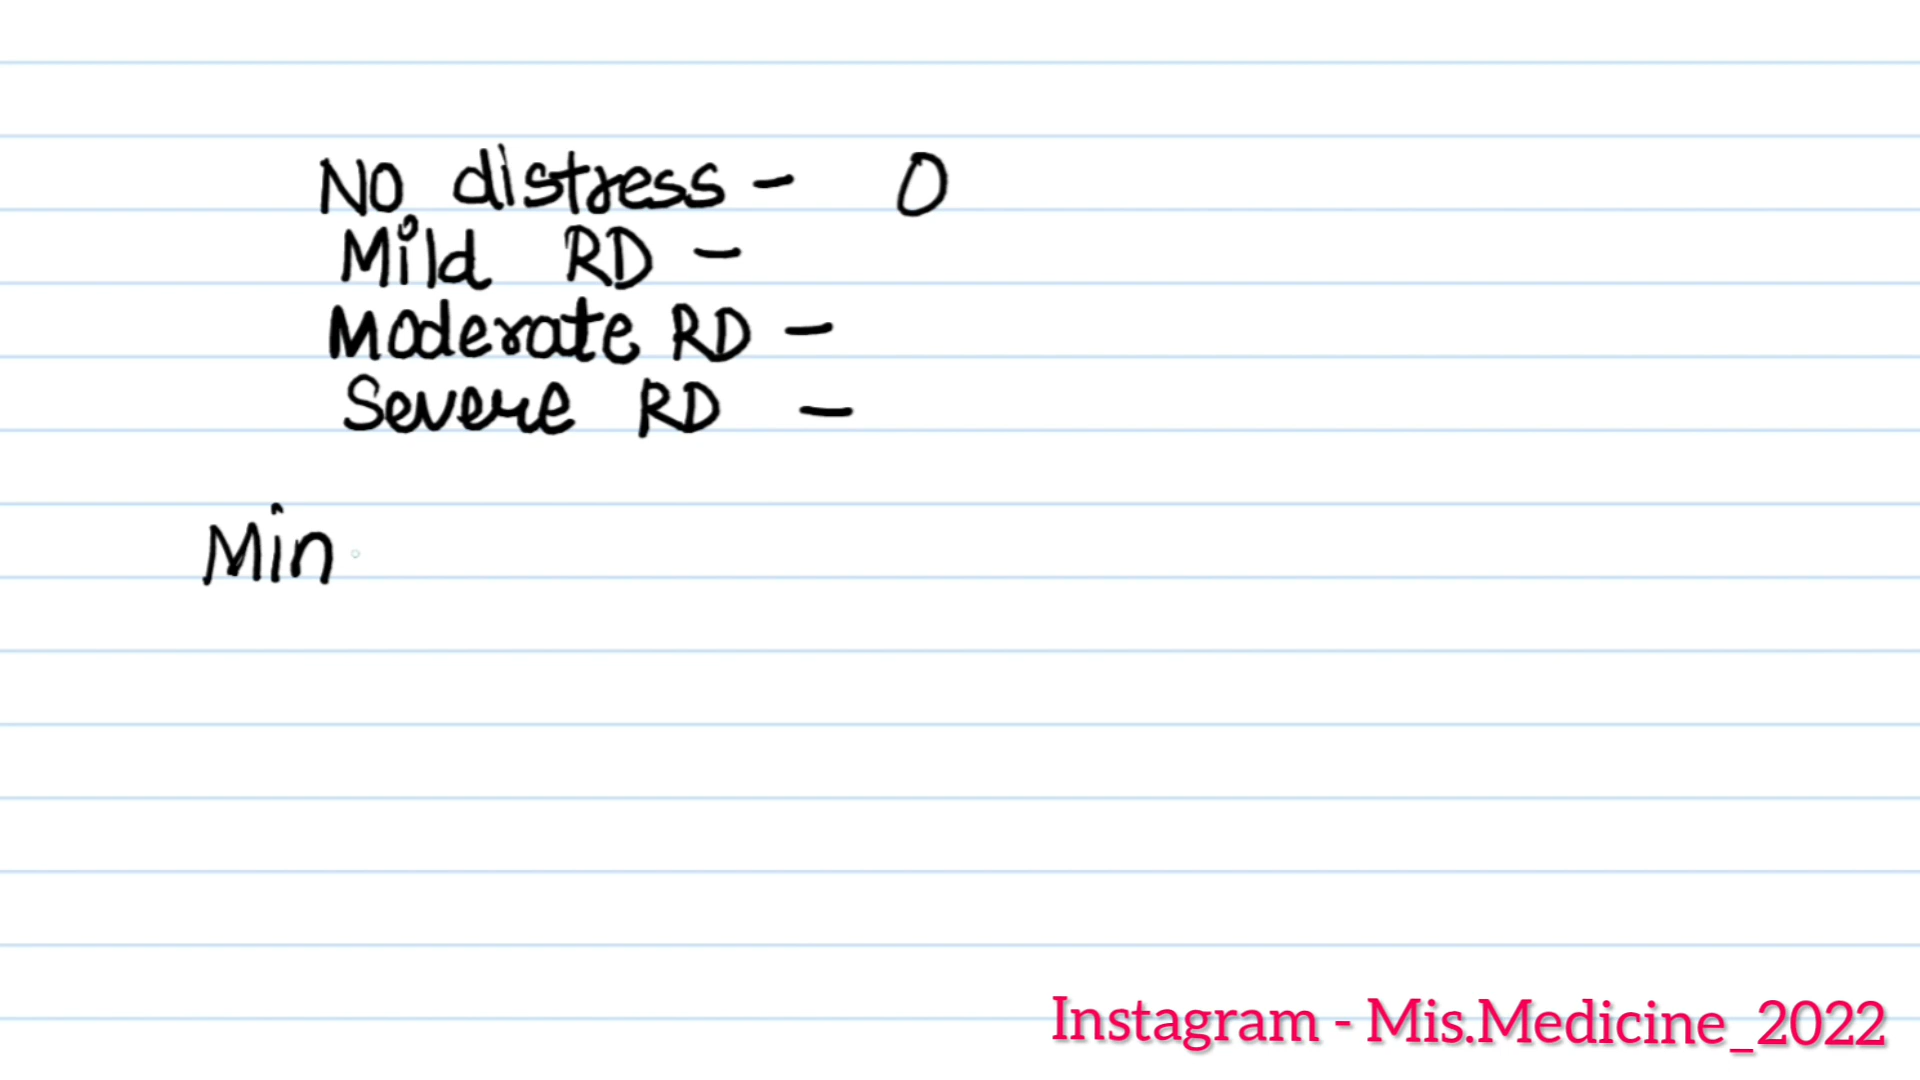 No distress - 0
Mild RD -
Moderate RD -
Severe RD -
Min
Instagram - Mis.Medicine_2022